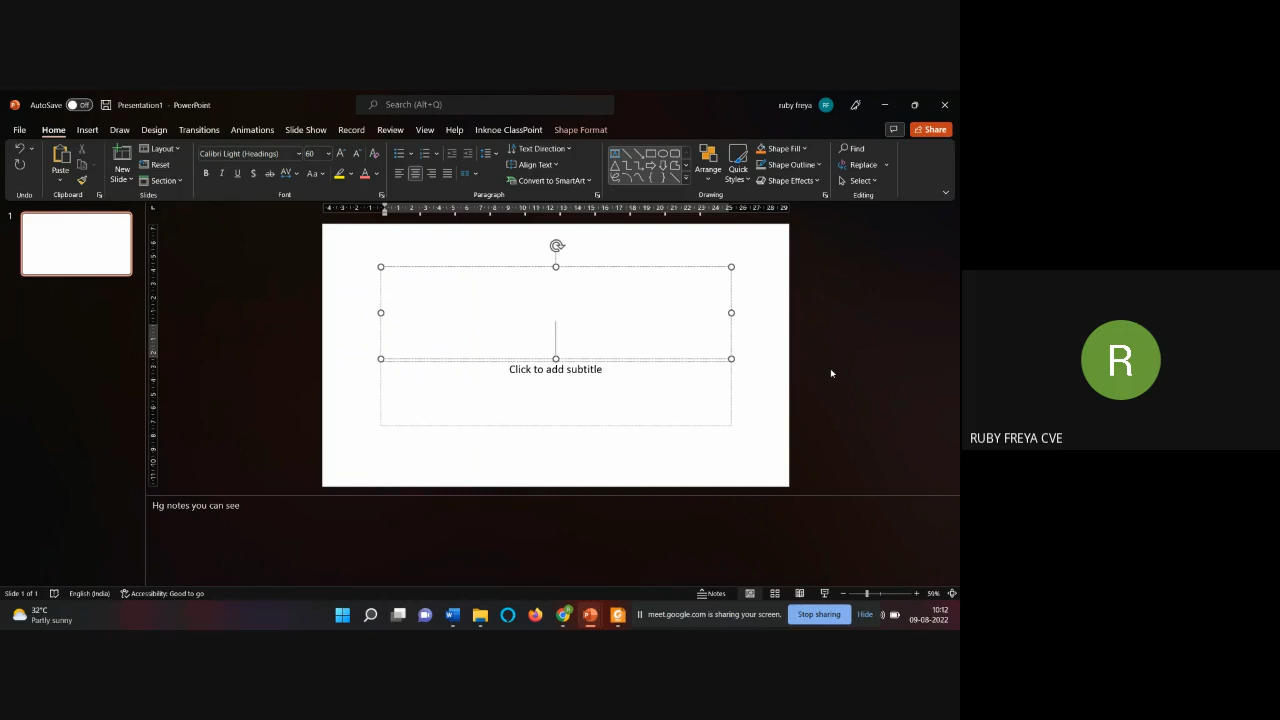 AutoSave Off Presentation1 - PowerPoint Search (Alt+Q) ruby freya RF
File Home Insert Draw Design Transitions Animations Slide Show Record Review View Help Inknoe ClassPoint Shape Format Share
Undo
Paste
Clipboard
New Slide
Layout
Reset
Section
Slides
Calibri Light (Headings) 60
B I U S ab AV Aa A
Font
Text Direction
Align Text
Convert to SmartArt
Paragraph
Arrange
Quick Styles
Shape Fill
Shape Outline
Shape Effects
Drawing
Find
Replace
Select
Editing
1
Click to add subtitle
Hg notes you can see
Slide 1 of 1 English (India) Accessibility: Good to go Notes 59%
32°C
Partly sunny
meet.google.com is sharing your screen. Stop sharing Hide
10:12
09-08-2022
R
RUBY FREYA CVE